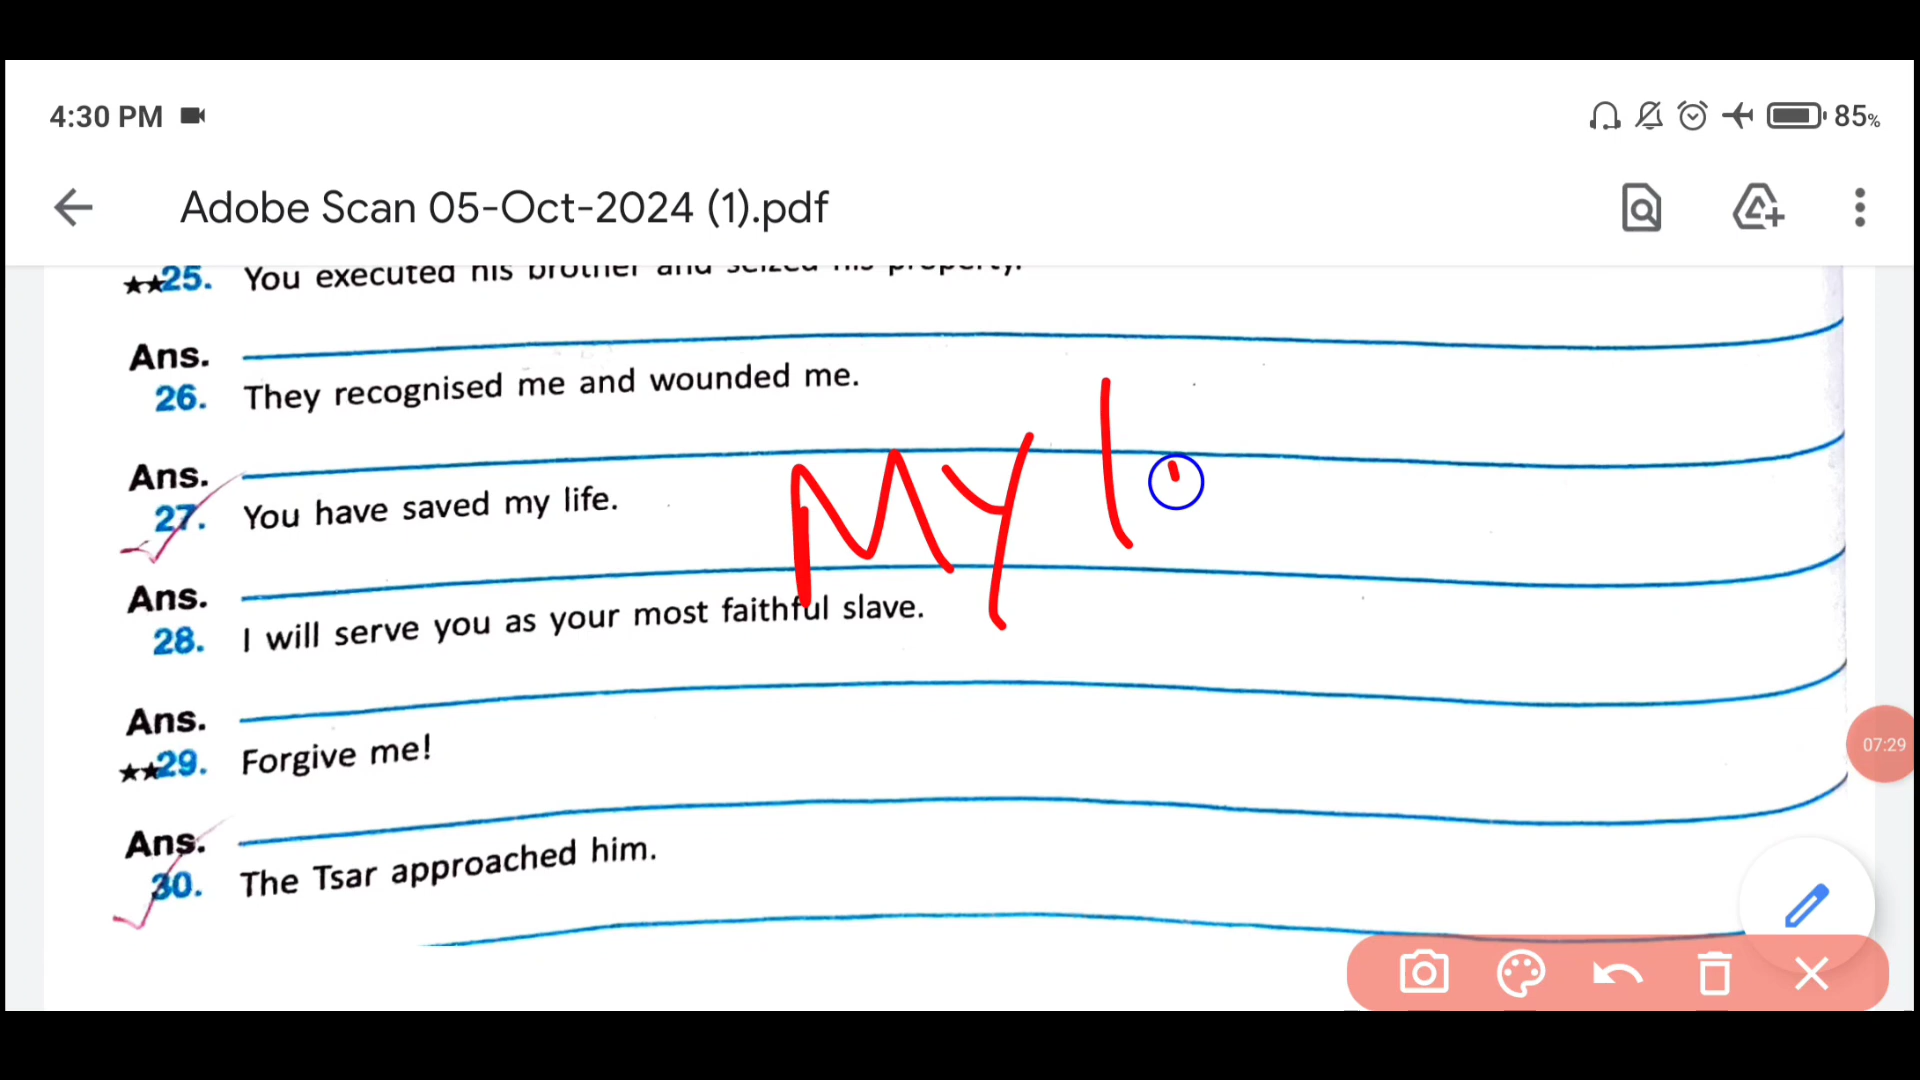 4:30 PM
85%
Adobe Scan 05-Oct-2024 (1).pdf
★★25. You executed his brother and seized his property.
Ans.
26. They recognised me and wounded me.
Ans.
27. You have saved my life.
My l
Ans.
28. I will serve you as your most faithful slave.
Ans.
★★29. Forgive me!
Ans.
30. The Tsar approached him.
07:29